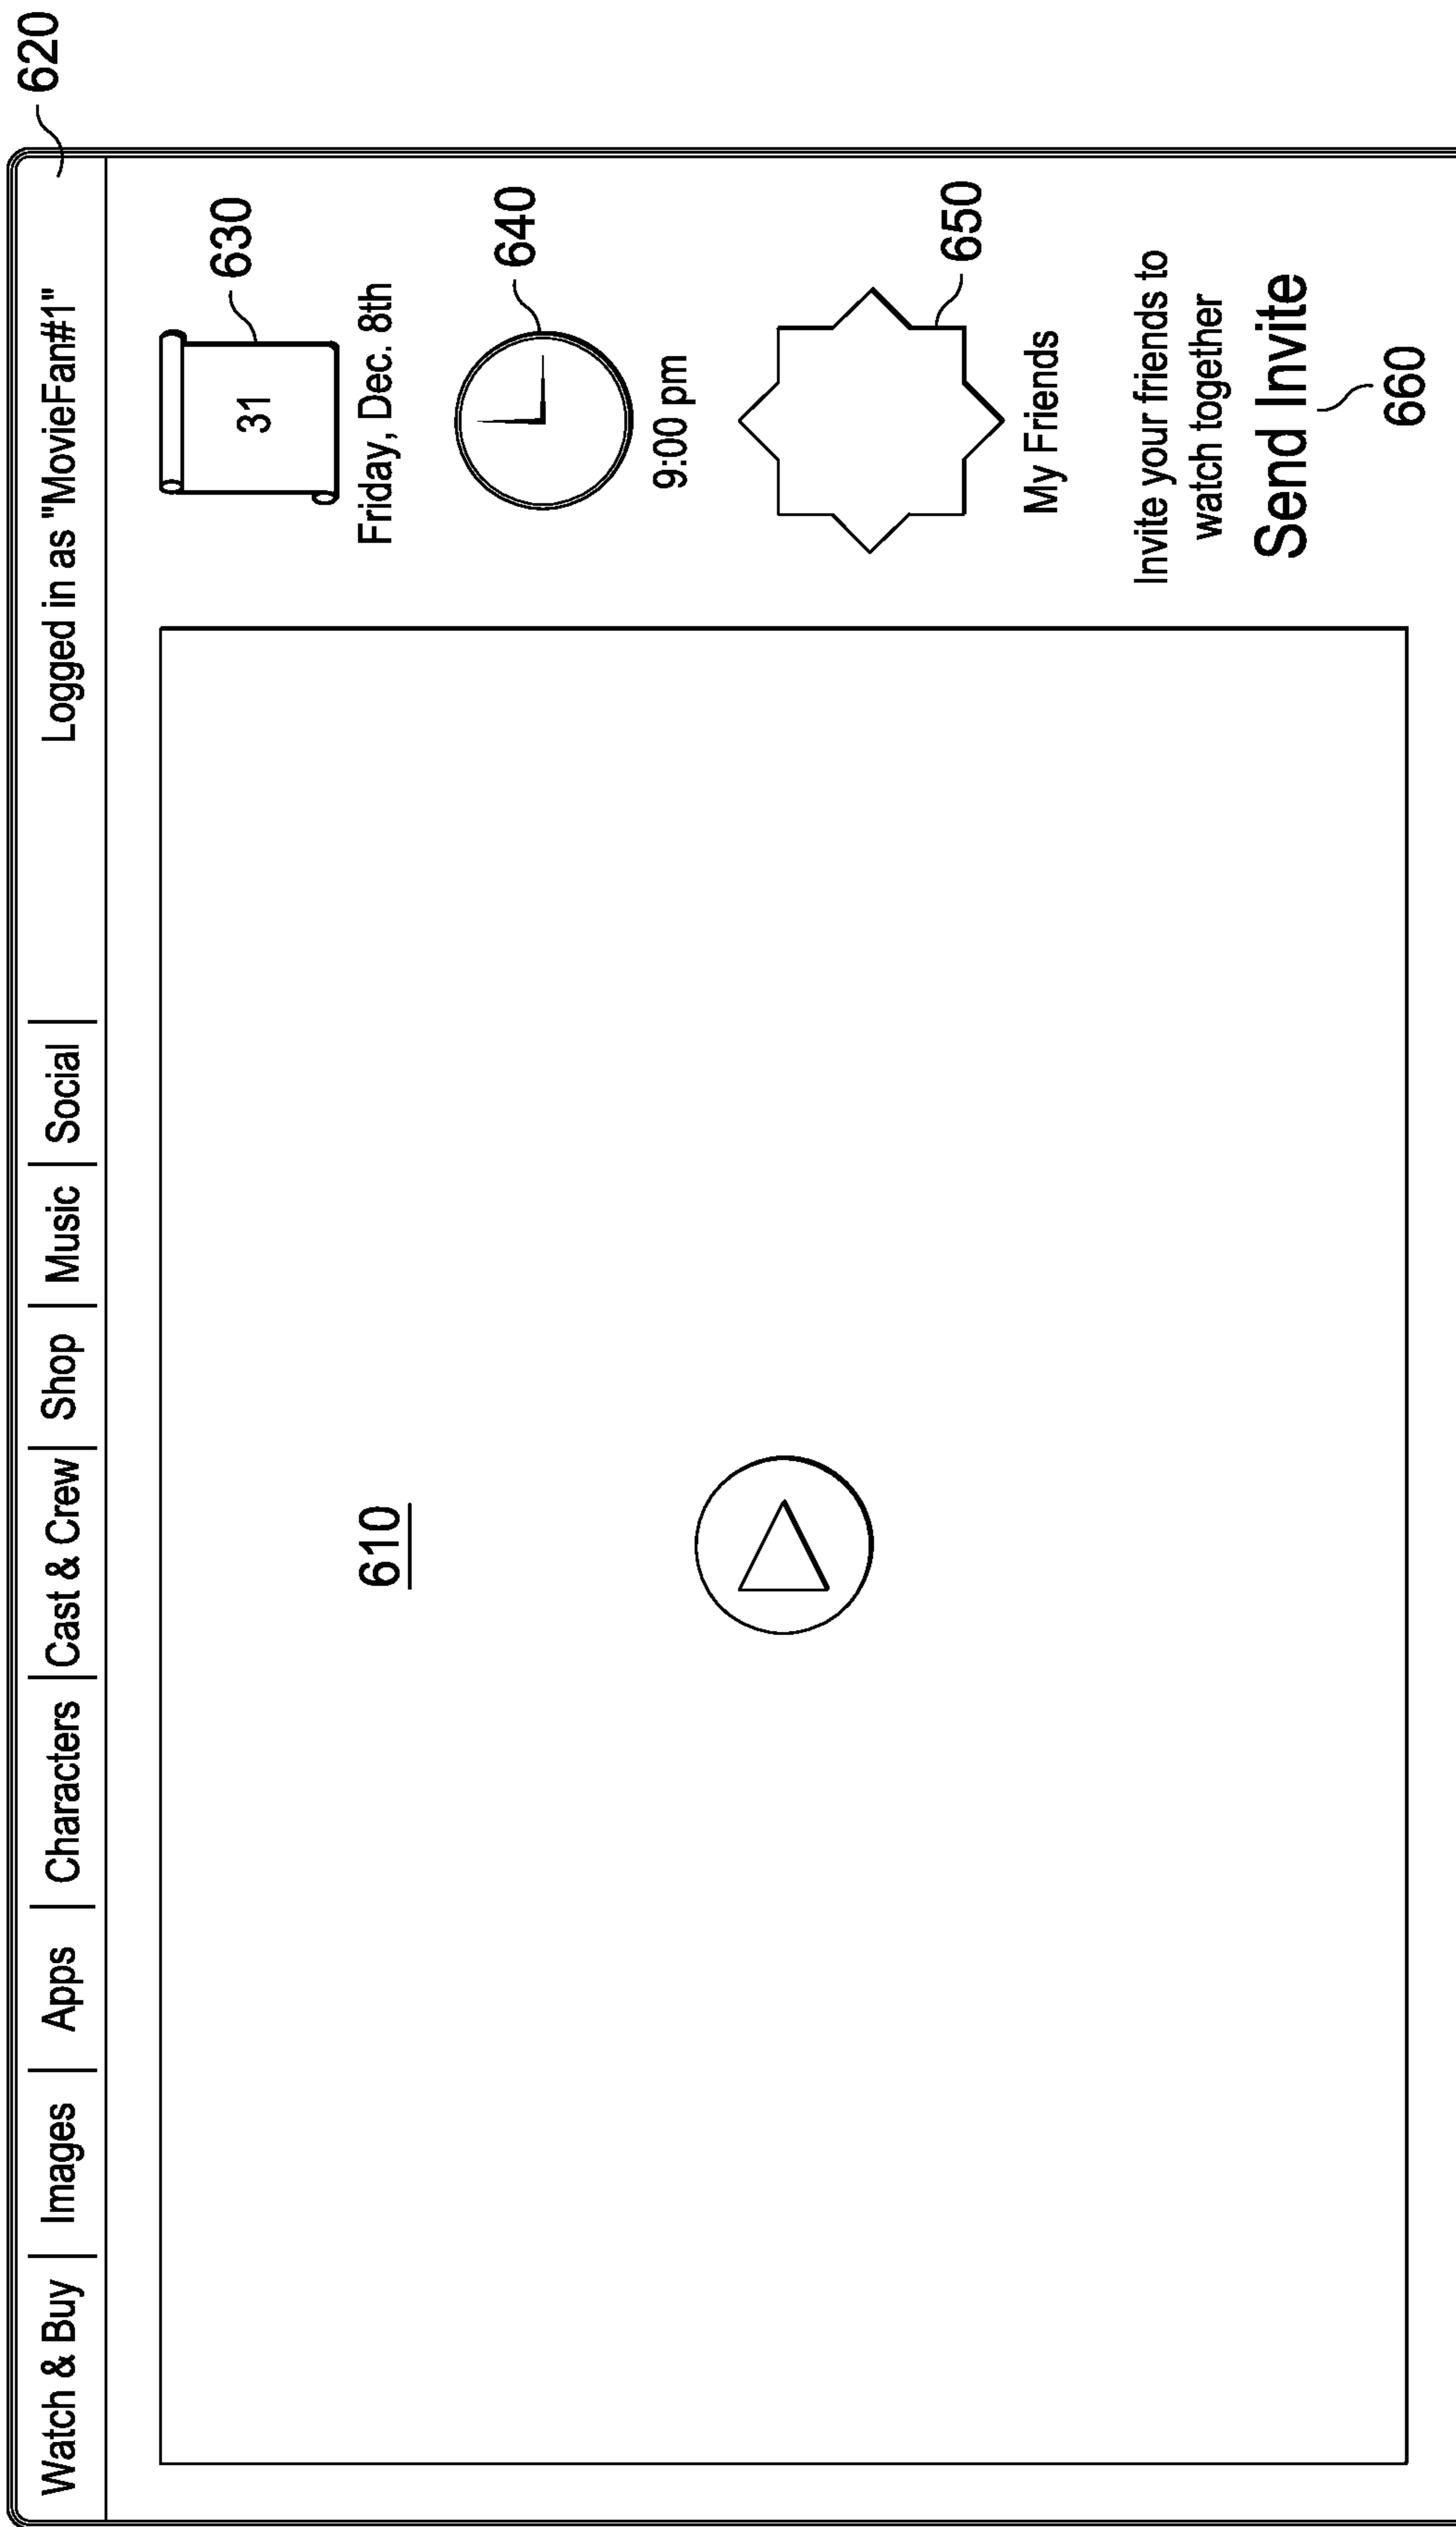 620
Watch & Buy | Images | Apps | Characters | Cast & Crew | Shop | Music | Social | Logged in as "MovieFan#1"
630
31
Friday, Dec. 8th
610
640
9:00 pm
650
My Friends
Invite your friends to
watch together
Send Invite
660